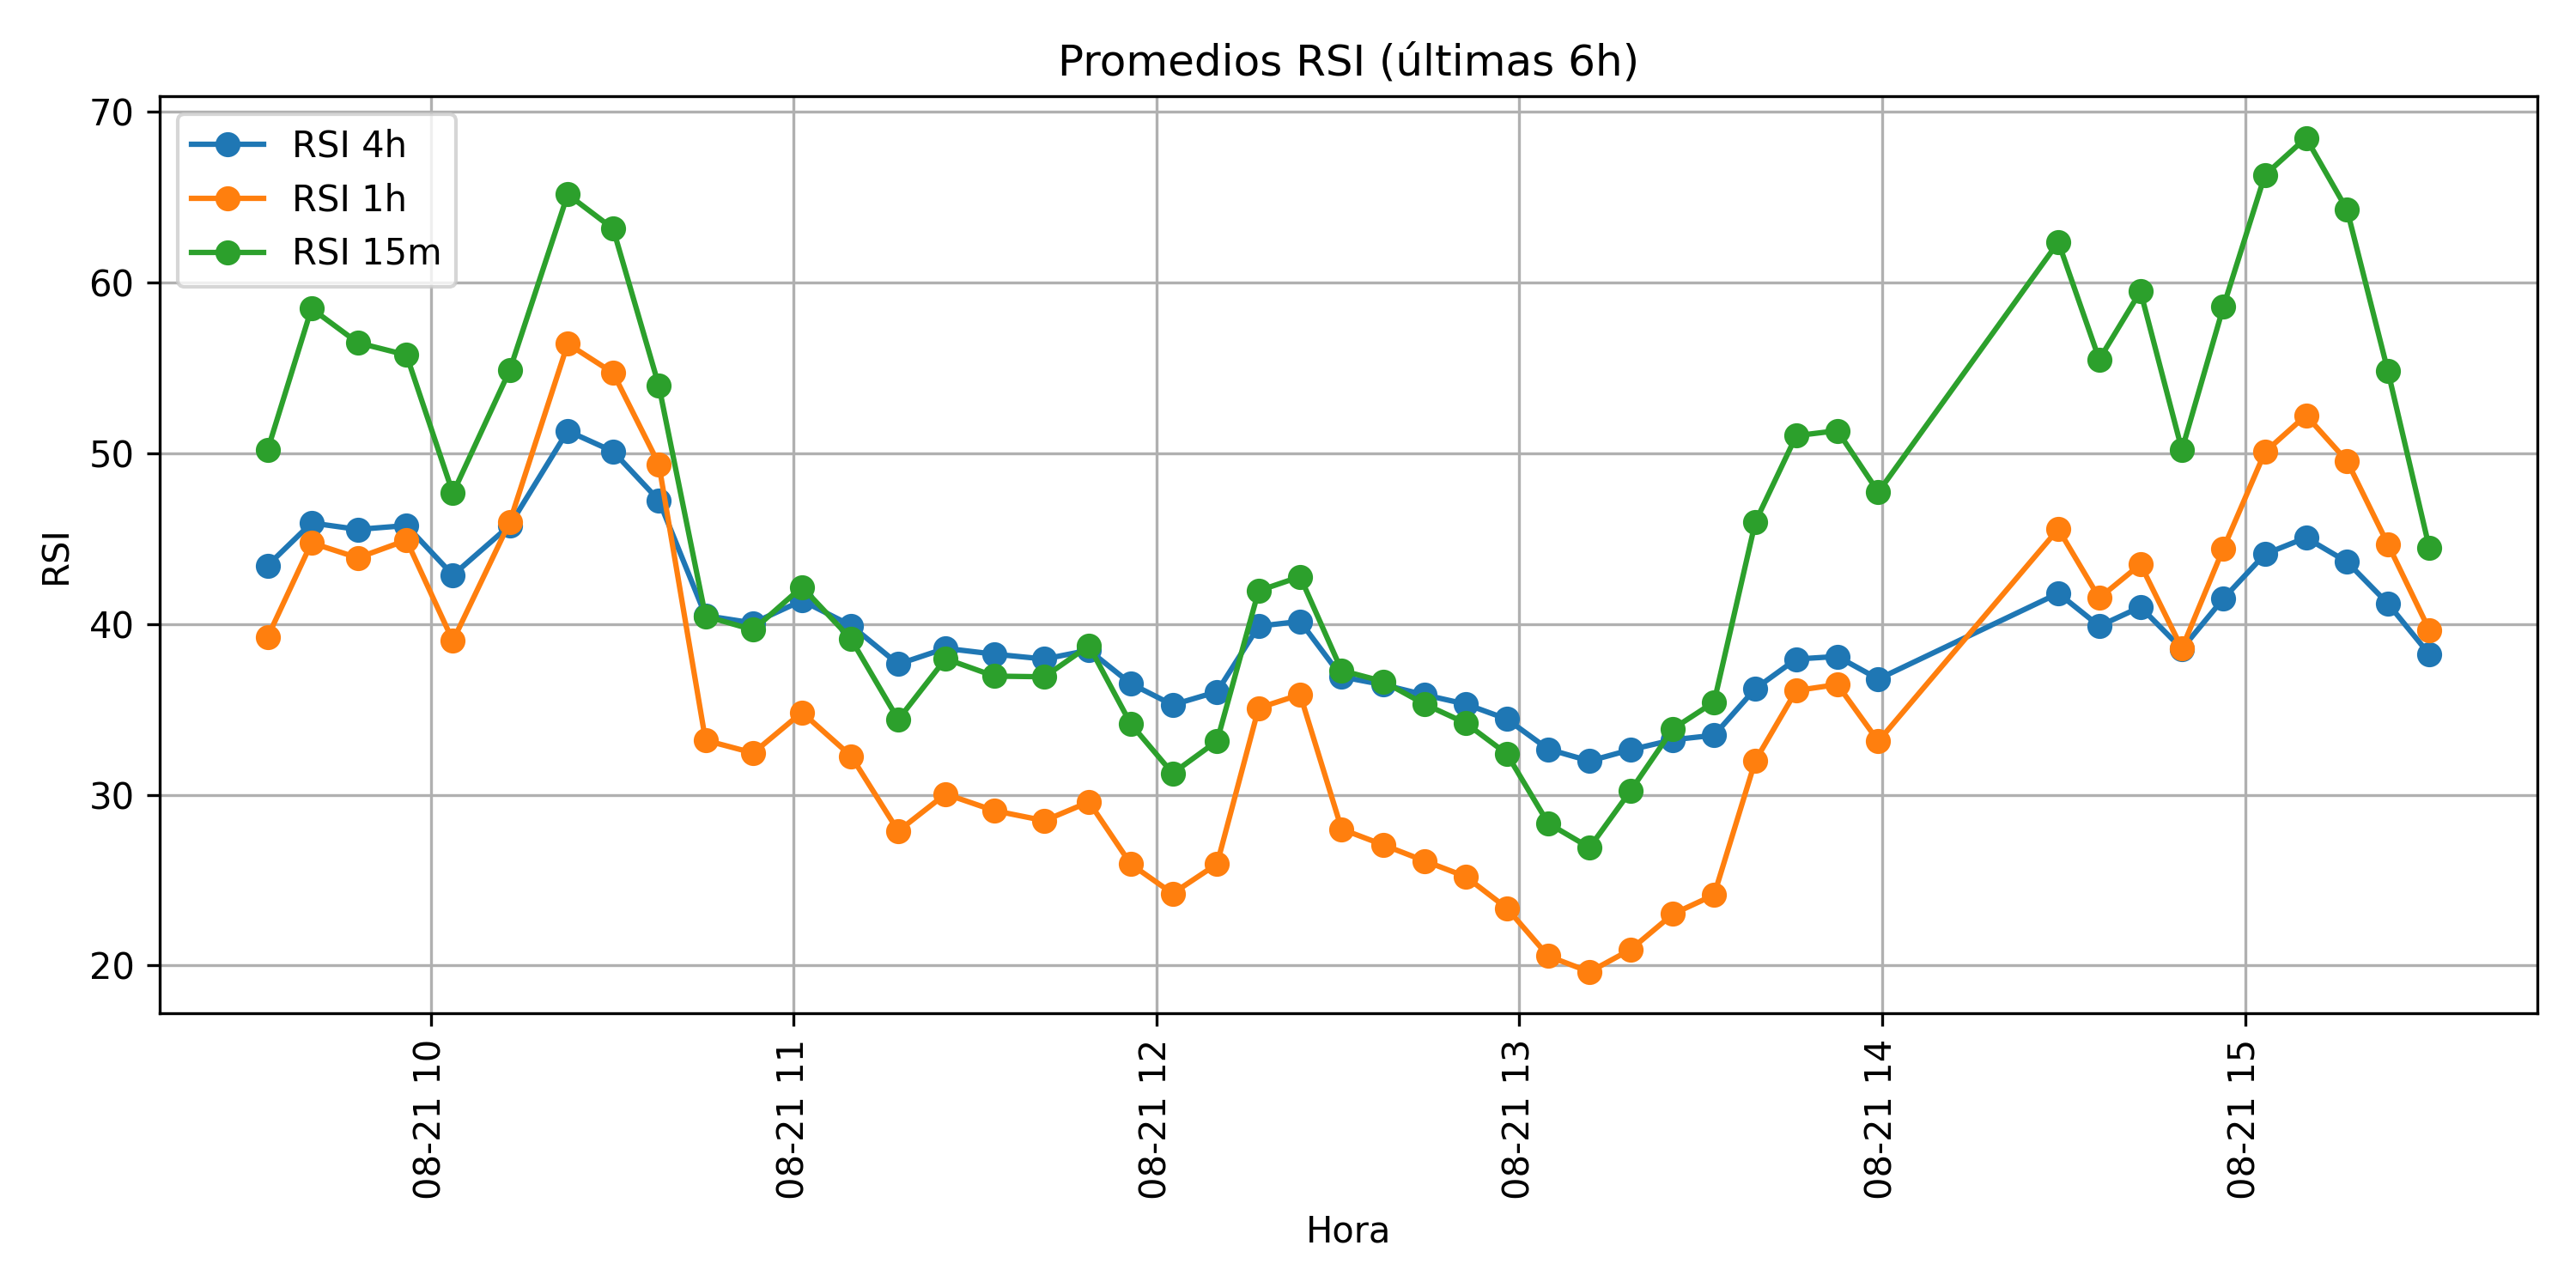 Promedios RSI (últimas 6h)
RSI 4h
RSI 1h
RSI 15m
70
60
50
40
30
20
RSI
08-21 10
08-21 11
08-21 12
08-21 13
08-21 14
08-21 15
Hora